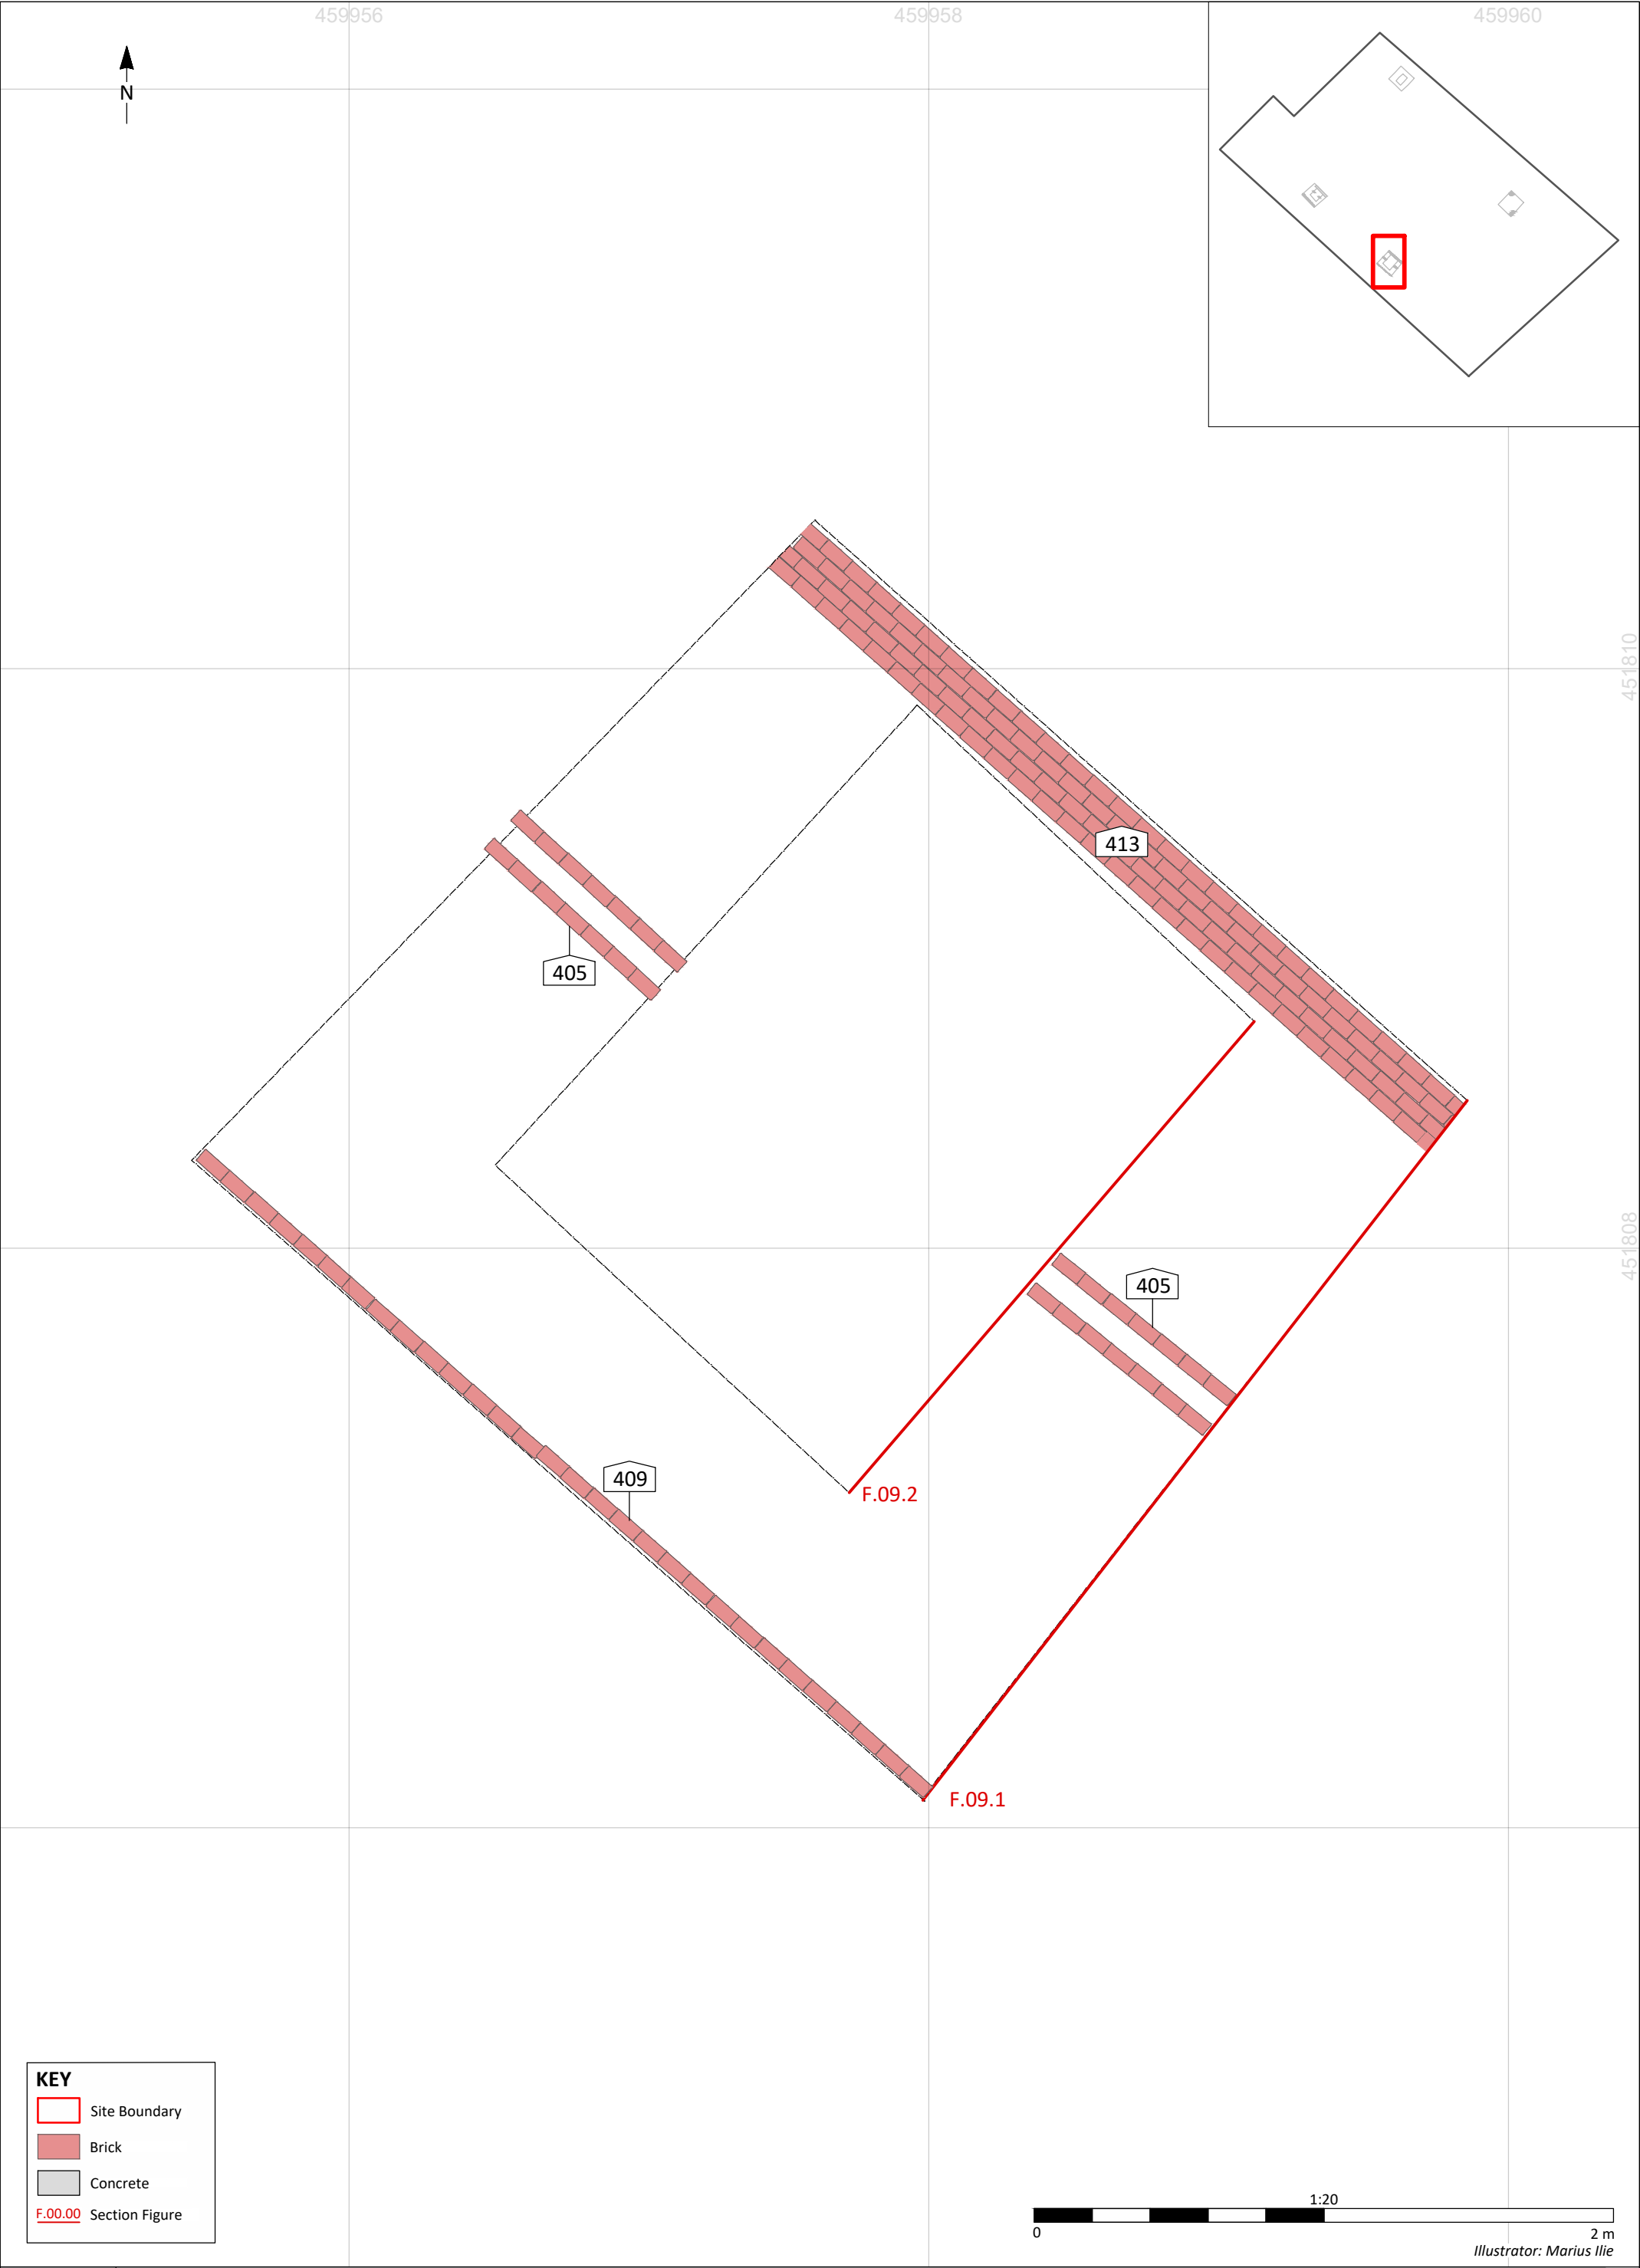 459956
459958
459960
N
451810
413
405
451808
405
F.09.2
409
F.09.1
KEY
Site Boundary
Brick
Concrete
F.00.00 Section Figure
1:20
0 2 m
Illustrator: Marius Ilie